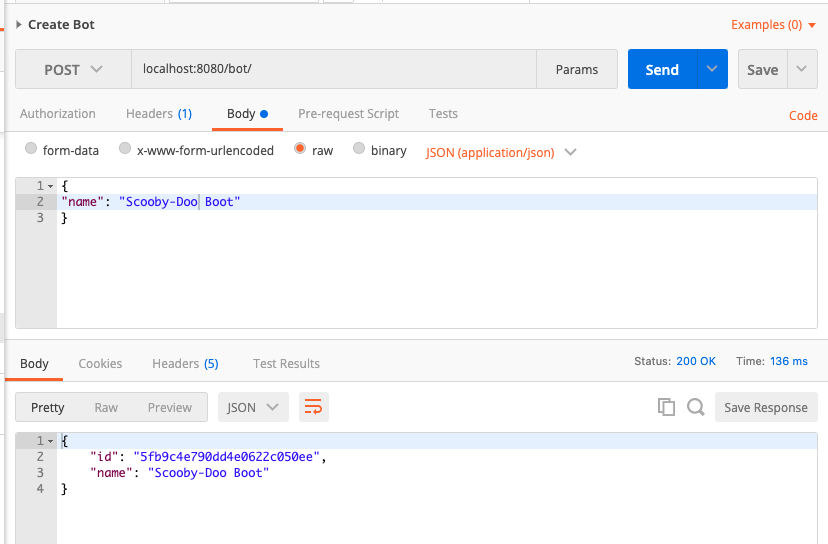 Create Bot
Examples (0)
POST
localhost:8080/bot/
Params
Send
Save
Authorization
Headers (1)
Body
Pre-request Script
Tests
Code
form-data
x-www-form-urlencoded
raw
binary
JSON (application/json)
1 {
2 "name": "Scooby-Doo Boot"
3 }
Body
Cookies
Headers (5)
Test Results
Status: 200 OK
Time: 136 ms
Pretty
Raw
Preview
JSON
Save Response
1 {
2 "id": "5fb9c4e790dd4e0622c050ee",
3 "name": "Scooby-Doo Boot"
4 }